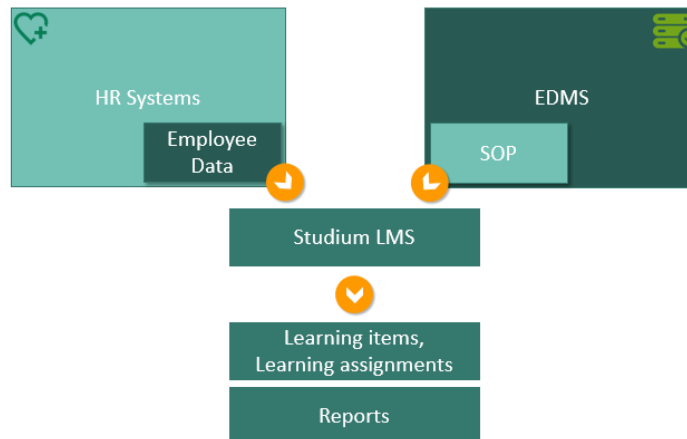 HR Systems
Employee
Data
EDMS
SOP
Studium LMS
Learning items,
Learning assignments
Reports